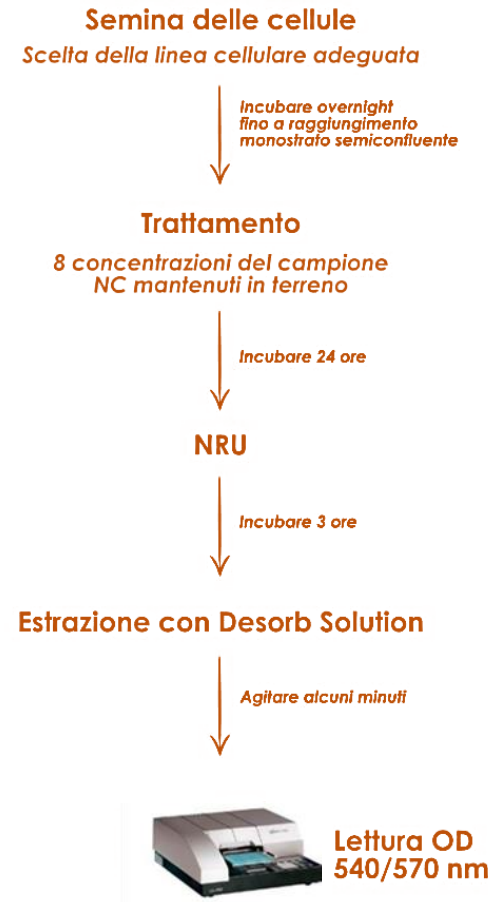 Semina delle cellule
Scelta della linea cellulare adeguata
Incubare overnight
fino a raggiungimento
monostrato semiconfluente
Trattamento
8 concentrazioni del campione
NC mantenuti in terreno
Incubare 24 ore
NRU
Incubare 3 ore
Estrazione con Desorb Solution
Agitare alcuni minuti
Lettura OD
540/570 nm